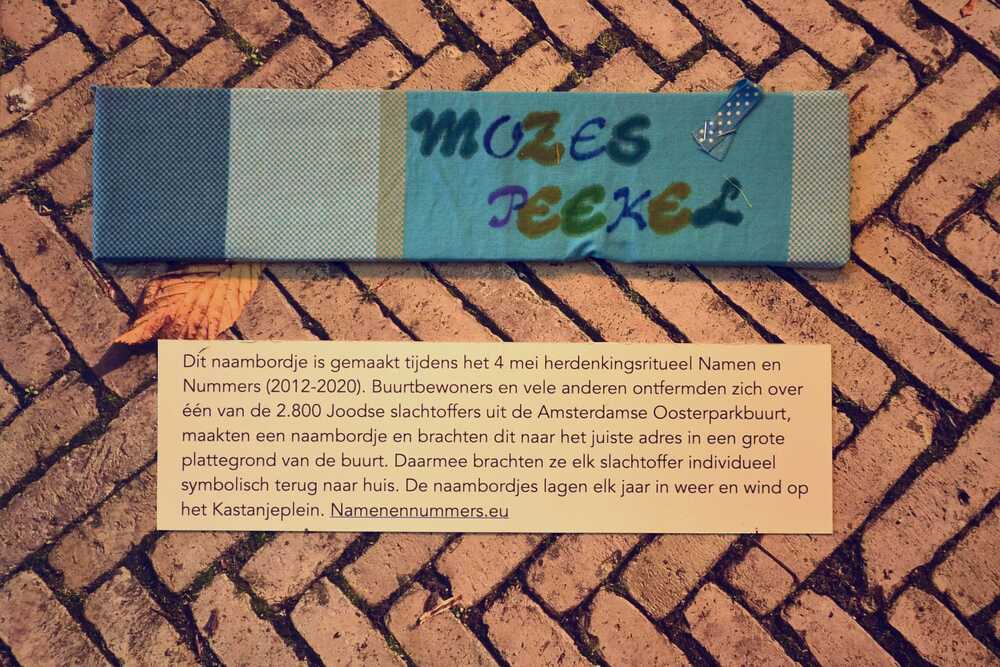 MOZES
PEEKEL
Dit naambordje is gemaakt tijdens het 4 mei herdenkingsritueel Namen en
Nummers (2012-2020). Buurtbewoners en vele anderen ontfermden zich over
één van de 2.800 Joodse slachtoffers uit de Amsterdamse Oosterparkbuurt,
maakten een naambordje en brachten dit naar het juiste adres in een grote
plattegrond van de buurt. Daarmee brachten ze elk slachtoffer individueel
symbolisch terug naar huis. De naambordjes lagen elk jaar in weer en wind op
het Kastanjeplein. Namenennummers.eu